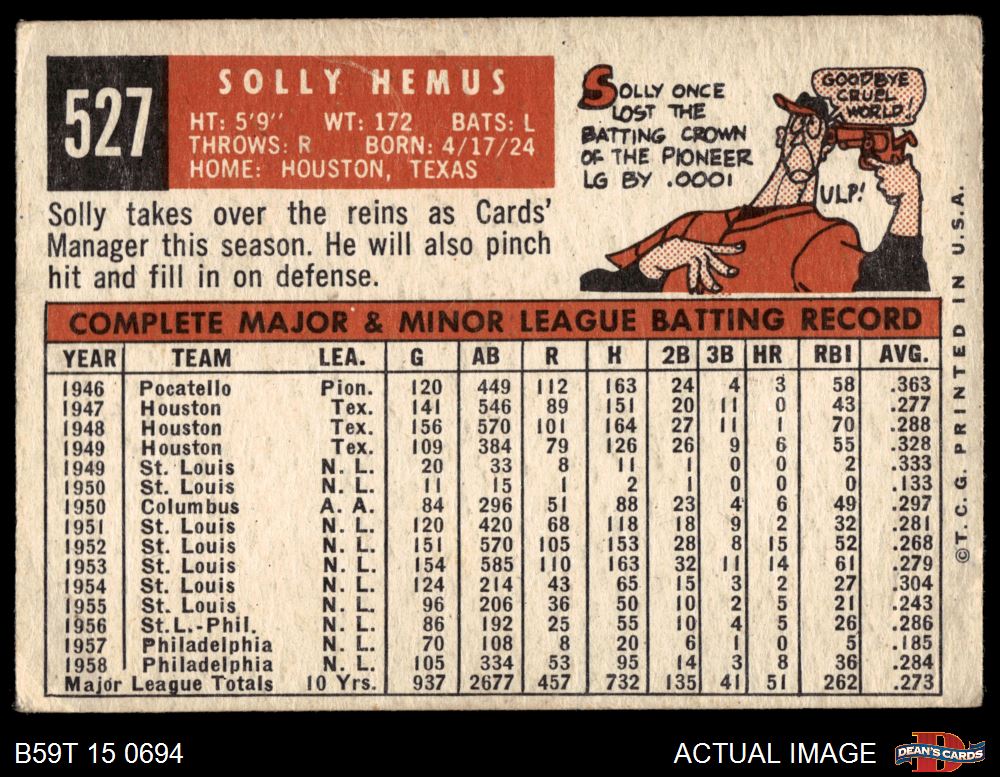 527
SOLLY HEMUS
HT: 5'9" WT: 172 BATS: L
THROWS: R BORN: 4/17/24
HOME: HOUSTON, TEXAS
SOLLY ONCE
LOST THE
BATTING CROWN
OF THE PIONEER
LG BY .0001
GOODBYE
CRUEL
WORLD!
ULP!
Solly takes over the reins as Cards'
Manager this season. He will also pinch
hit and fill in on defense.
COMPLETE MAJOR & MINOR LEAGUE BATTING RECORD
YEAR TEAM LEA. G AB R H 2B 3B HR RBI AVG.
1946 Pocatello Pion. 120 449 112 163 24 4 3 58 .363
1947 Houston Tex. 141 546 89 151 20 11 0 43 .277
1948 Houston Tex. 156 570 101 164 27 11 1 70 .288
1949 Houston Tex. 109 384 79 126 26 9 6 55 .328
1949 St. Louis N. L. 20 33 8 11 1 0 0 2 .333
1950 St. Louis N. L. 11 15 1 2 1 0 0 0 .133
1950 Columbus A. A. 84 296 51 88 23 4 6 49 .297
1951 St. Louis N. L. 120 420 68 118 18 9 2 32 .281
1952 St. Louis N. L. 151 570 105 153 28 8 15 52 .268
1953 St. Louis N. L. 154 585 110 163 32 11 14 61 .279
1954 St. Louis N. L. 124 214 43 65 15 3 2 27 .304
1955 St. Louis N. L. 96 206 36 50 10 2 5 21 .243
1956 St.L.-Phil. N. L. 86 192 25 55 10 4 5 26 .286
1957 Philadelphia N. L. 70 108 8 20 6 1 0 5 .185
1958 Philadelphia N. L. 105 334 53 95 14 3 8 36 .284
Major League Totals 10 Yrs. 937 2677 457 732 135 41 51 262 .273
©T. C. G. PRINTED IN U.S.A.
B59T 15 0694
ACTUAL IMAGE
D
DEAN'S CARDS